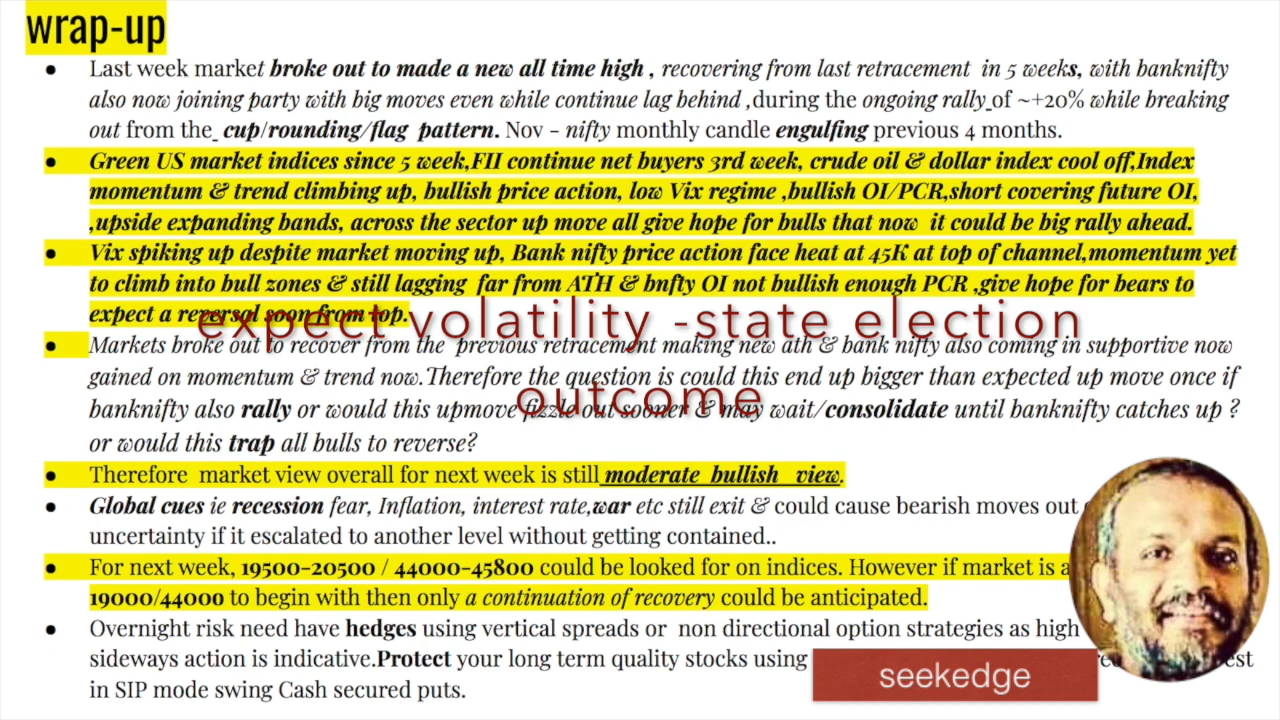 wrap-up
● Last week market broke out to made a new all time high , recovering from last retracement in 5 weeks, with banknifty
also now joining party with big moves even while continue lag behind ,during the ongoing rally of ~+20% while breaking
out from the cup/rounding/flag pattern. Nov - nifty monthly candle engulfing previous 4 months.
● Green US market indices since 5 week,FII continue net buyers 3rd week, crude oil & dollar index cool off,Index
momentum & trend climbing up, bullish price action, low Vix regime ,bullish OI/PCR,short covering future OI,
,upside expanding bands, across the sector up move all give hope for bulls that now it could be big rally ahead.
● Vix spiking up despite market moving up, Bank nifty price action face heat at 45K at top of channel,momentum yet
to climb into bull zones & still lagging far from ATH & bnfty OI not bullish enough PCR ,give hope for bears to
expect a reversal soon from top.
expect volatility -state election
outcome
● Markets broke out to recover from the previous retracement making new ath & bank nifty also coming in supportive now
gained on momentum & trend now.Therefore the question is could this end up bigger than expected up move once if
banknifty also rally or would this upmove fizzle out sooner & may wait/consolidate until banknifty catches up ?
or would this trap all bulls to reverse?
● Therefore market view overall for next week is still moderate bullish view.
● Global cues ie recession fear, Inflation, interest rate,war etc still exit & could cause bearish moves out
uncertainty if it escalated to another level without getting contained..
● For next week, 19500-20500 / 44000-45800 could be looked for on indices. However if market is
19000/44000 to begin with then only a continuation of recovery could be anticipated.
● Overnight risk need have hedges using vertical spreads or non directional option strategies as high
sideways action is indicative.Protect your long term quality stocks using
in SIP mode swing Cash secured puts.
seekedge